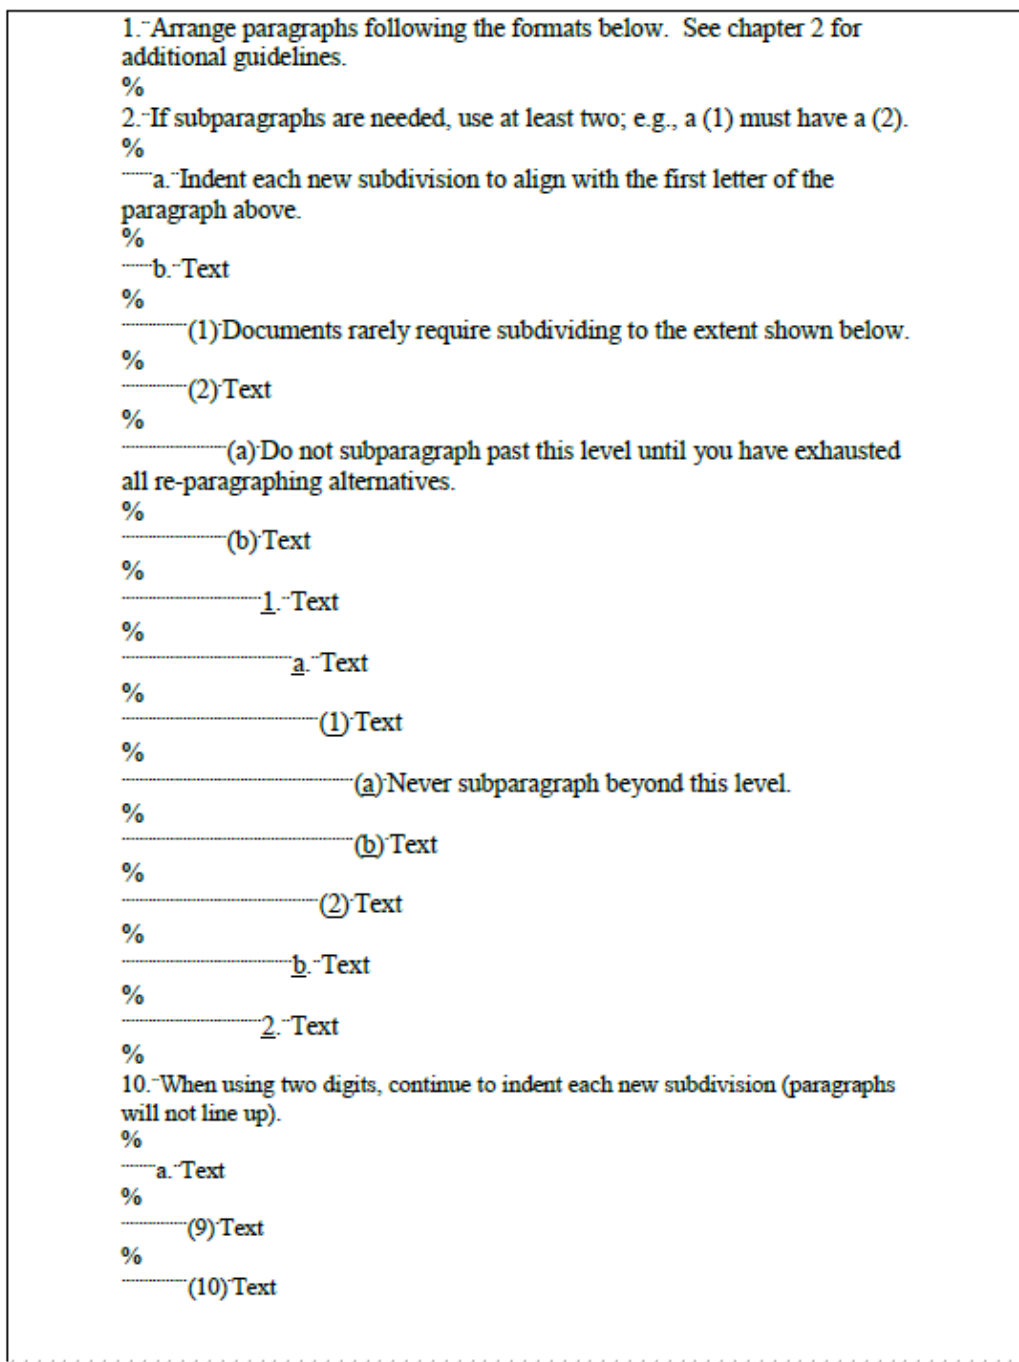 1. Arrange paragraphs following the formats below.  See chapter 2 for
additional guidelines.
%
2. If subparagraphs are needed, use at least two; e.g., a (1) must have a (2).
%
a. Indent each new subdivision to align with the first letter of the
paragraph above.
%
b. Text
%
(1) Documents rarely require subdividing to the extent shown below.
%
(2) Text
%
(a) Do not subparagraph past this level until you have exhausted
all re-paragraphing alternatives.
%
(b) Text
%
1. Text
%
a. Text
%
(1) Text
%
(a) Never subparagraph beyond this level.
%
(b) Text
%
(2) Text
%
b. Text
%
2. Text
%
10. When using two digits, continue to indent each new subdivision (paragraphs
will not line up).
%
a. Text
%
(9) Text
%
(10) Text